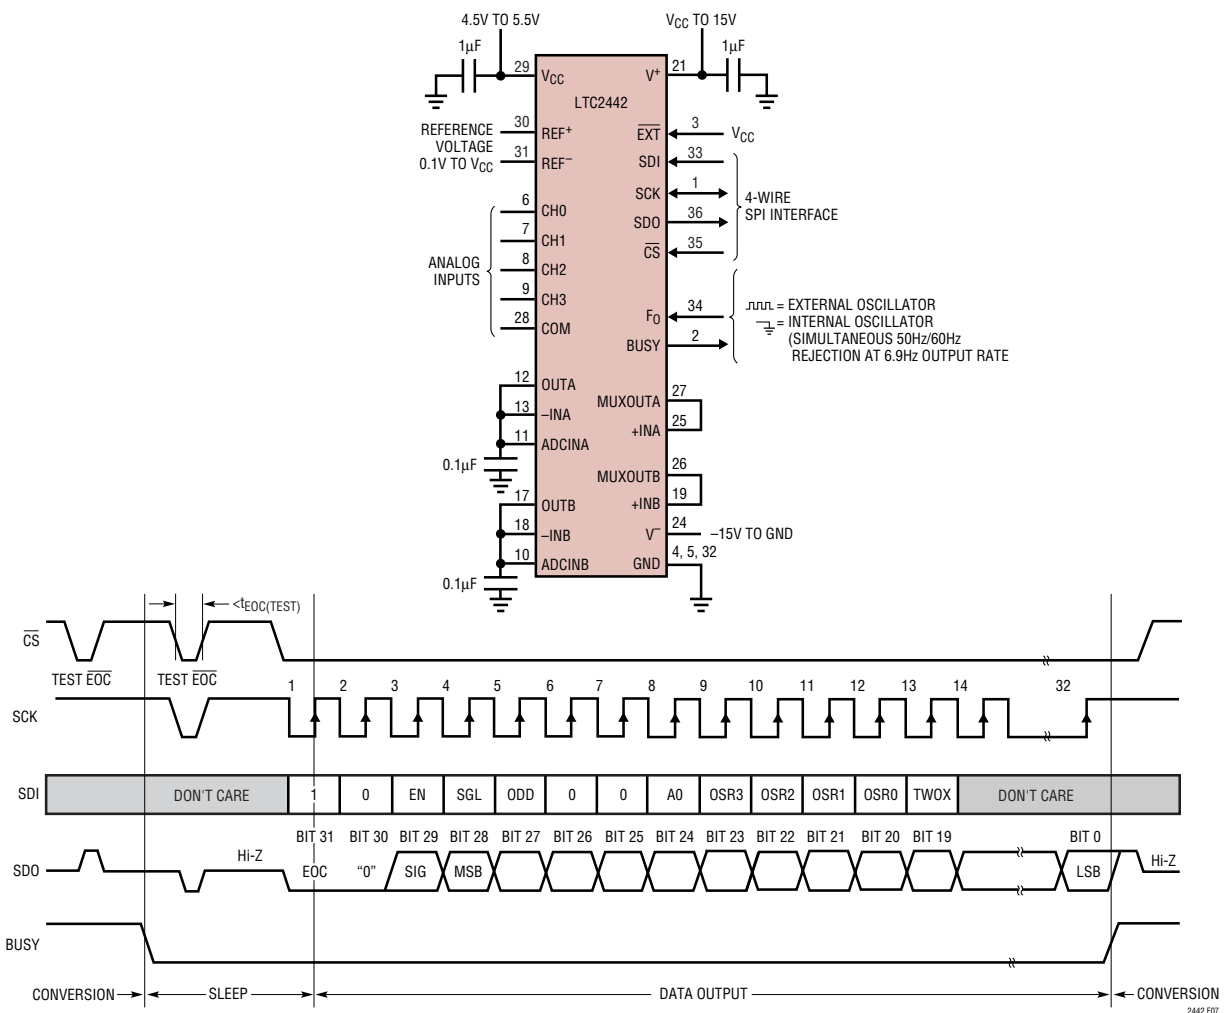 4.5V TO 5.5V
VCC TO 15V
1µF
1µF
29
VCC
V+
21
LTC2442
REFERENCE
VOLTAGE
0.1V TO VCC
30
REF+
31
REF–
EXT
3
VCC
SDI
33
SCK
1
SDO
36
CS
35
4-WIRE
SPI INTERFACE
ANALOG
INPUTS
6
CH0
7
CH1
8
CH2
9
CH3
28
COM
FO
34
BUSY
2
= EXTERNAL OSCILLATOR
= INTERNAL OSCILLATOR
(SIMULTANEOUS 50Hz/60Hz
REJECTION AT 6.9Hz OUTPUT RATE
12
OUTA
13
–INA
11
ADCINA
0.1µF
MUXOUTA
27
+INA
25
MUXOUTB
26
+INB
19
17
OUTB
18
–INB
10
ADCINB
0.1µF
V–
24
–15V TO GND
GND
4, 5, 32
<tEOC(TEST)
CS
TEST EOC
TEST EOC
SCK
1 2 3 4 5 6 7 8 9 10 11 12 13 14 32
SDI
DON'T CARE 1 0 EN SGL ODD 0 0 A0 OSR3 OSR2 OSR1 OSR0 TWOX DON'T CARE
BIT 31 BIT 30 BIT 29 BIT 28 BIT 27 BIT 26 BIT 25 BIT 24 BIT 23 BIT 22 BIT 21 BIT 20 BIT 19 BIT 0
SDO
Hi-Z
EOC "0" SIG MSB LSB
Hi-Z
BUSY
CONVERSION SLEEP DATA OUTPUT CONVERSION
2442 F07